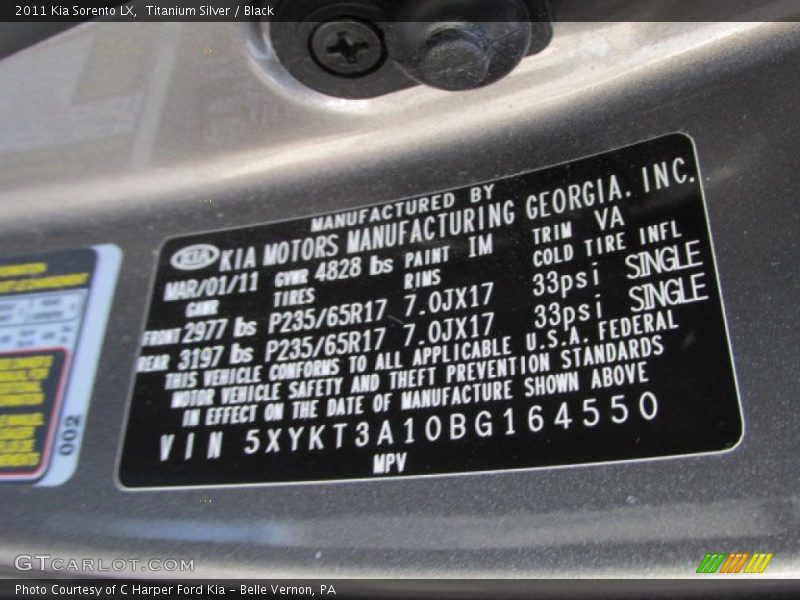 2011 Kia Sorento LX, Titanium Silver / Black
MANUFACTURED BY
KIA KIA MOTORS MANUFACTURING GEORGIA. INC.
MAR/01/11 GVWR 4828 lbs PAINT IM TRIM VA
GAWR TIRES RIMS COLD TIRE INFL
FRONT 2977 lbs P235/65R17 7.0JX17 33psi SINGLE
REAR 3197 lbs P235/65R17 7.0JX17 33psi SINGLE
THIS VEHICLE CONFORMS TO ALL APPLICABLE U.S.A. FEDERAL
MOTOR VEHICLE SAFETY AND THEFT PREVENTION STANDARDS
IN EFFECT ON THE DATE OF MANUFACTURE SHOWN ABOVE
VIN 5XYKT3A10BG164550
MPV
002
GTCARLOT.COM
Photo Courtesy of C Harper Ford Kia - Belle Vernon, PA